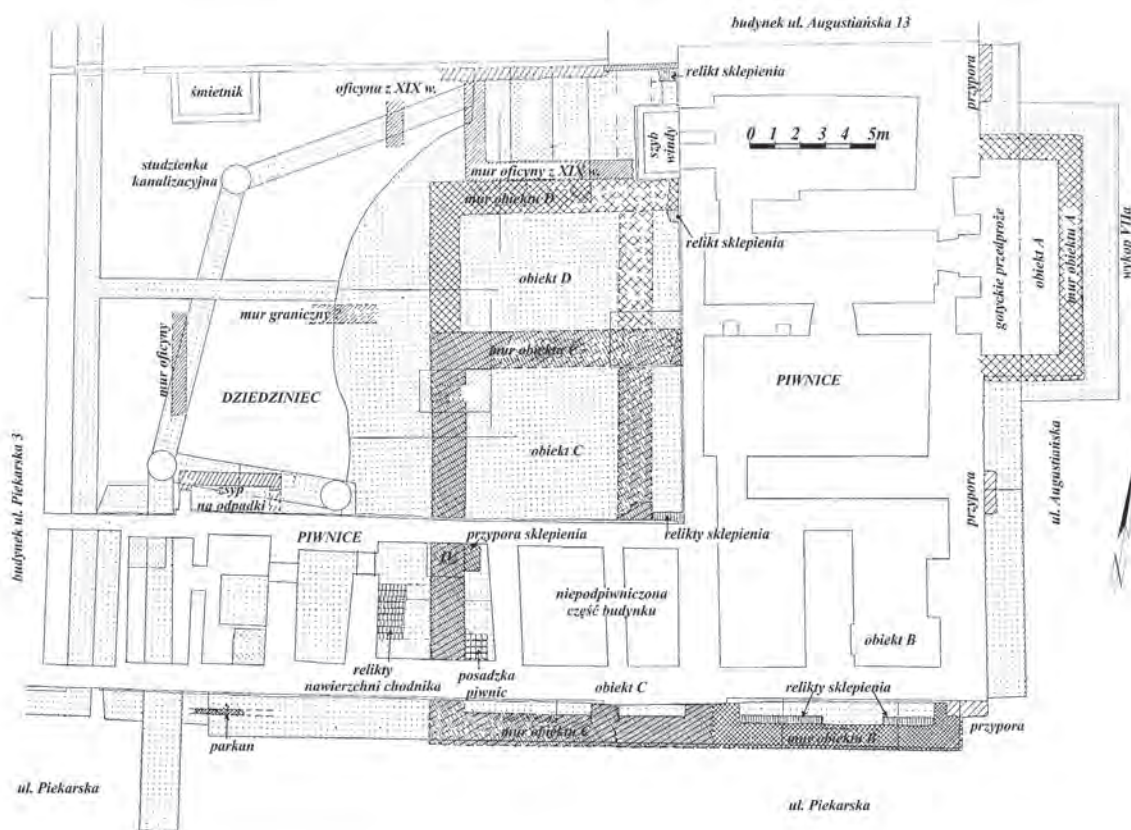 budynek ul. Augustiańska 13
śmietnik
oficyna z XIX w.
relikt sklepienia
przypora
szyb
windy
0 1 2 3 4 5m
studzienka
kanalizacyjna
mur oficyny z XIX w.
mur obiektu D
relikt sklepienia
gotyckie przedproże
obiekt A
mur obiektu A
wykop VIIa
obiekt D
mur graniczny
mur obiektu C
mur oficyny
DZIEDZINIEC
PIWNICE
obiekt C
budynek ul. Piekarska 3
zsyp
na odpadki
przypora
ul. Augustiańska
PIWNICE
przypora sklepienia
relikty sklepienia
niepodpiwniczona
część budynku
obiekt B
relikty
nawierzchni chodnika
posadzka
piwnic
obiekt C
relikty sklepienia
parkan
mur obiektu C
mur obiektu B
przypora
ul. Piekarska
ul. Piekarska